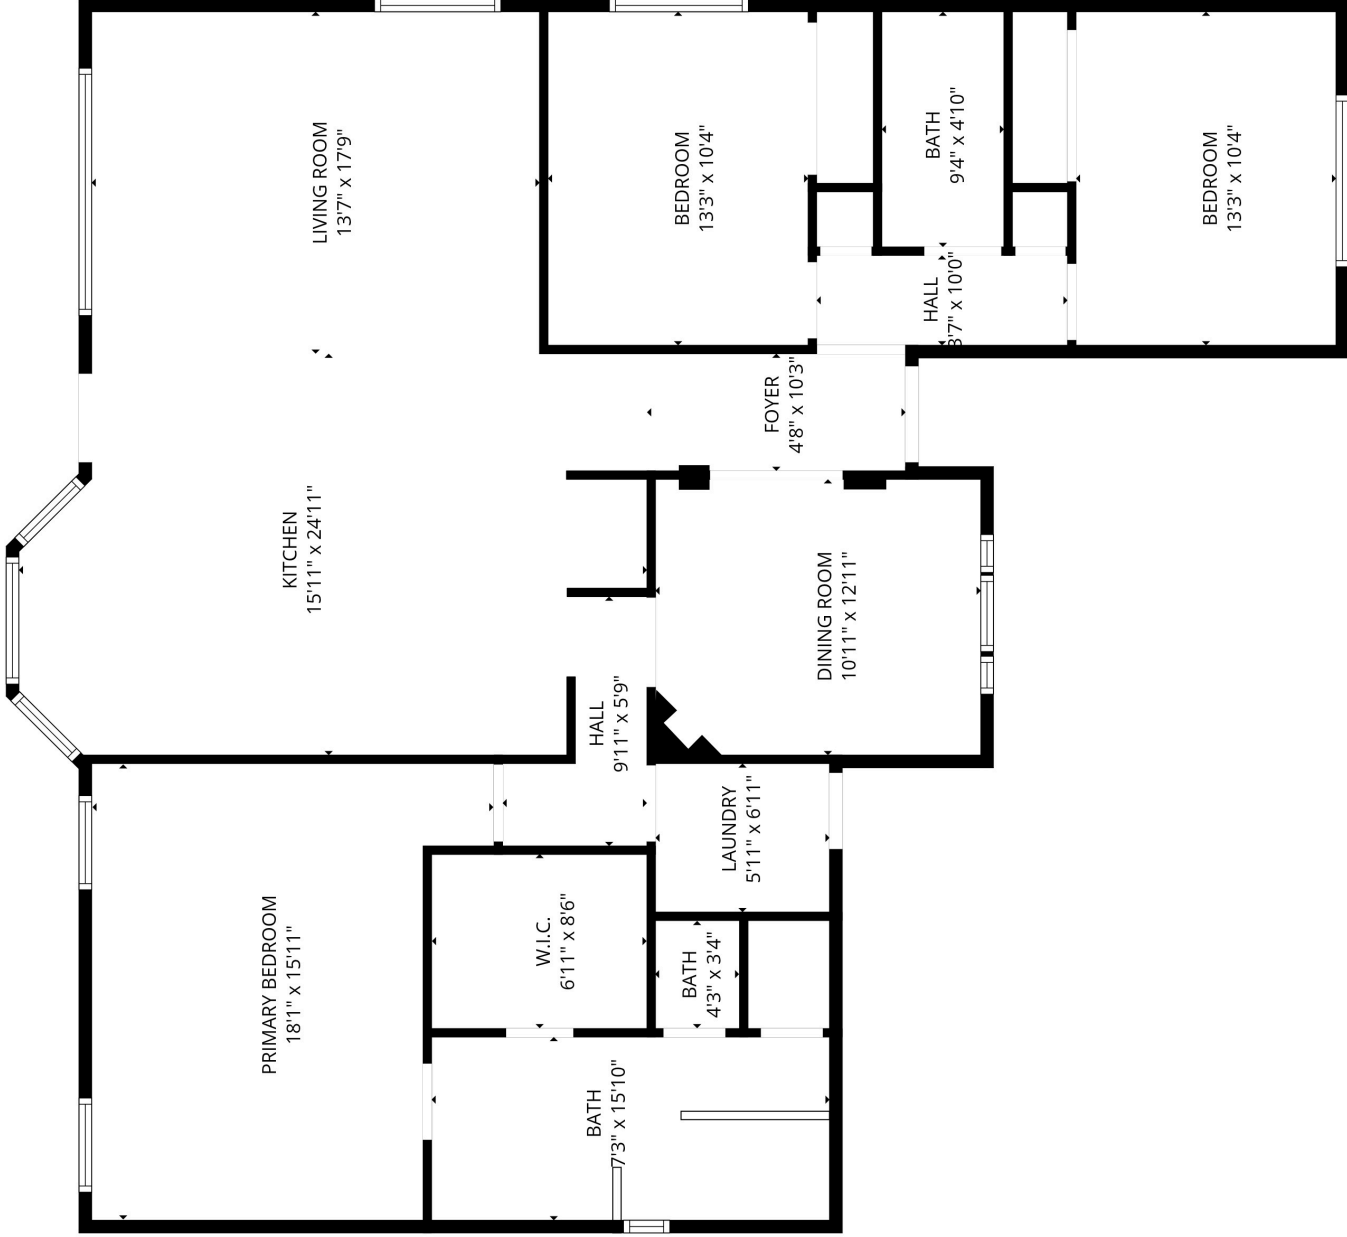 LIVING ROOM
13'7" x 17'9"
BEDROOM
13'3" x 10'4"
BATH
9'4" x 4'10"
BEDROOM
13'3" x 10'4"
HALL
3'7" x 10'0"
FOYER
4'8" x 10'3"
KITCHEN
15'11" x 24'11"
DINING ROOM
10'11" x 12'11"
HALL
9'11" x 5'9"
LAUNDRY
5'11" x 6'11"
PRIMARY BEDROOM
18'1" x 15'11"
W.I.C.
6'11" x 8'6"
BATH
4'3" x 3'4"
BATH
7'3" x 15'10"